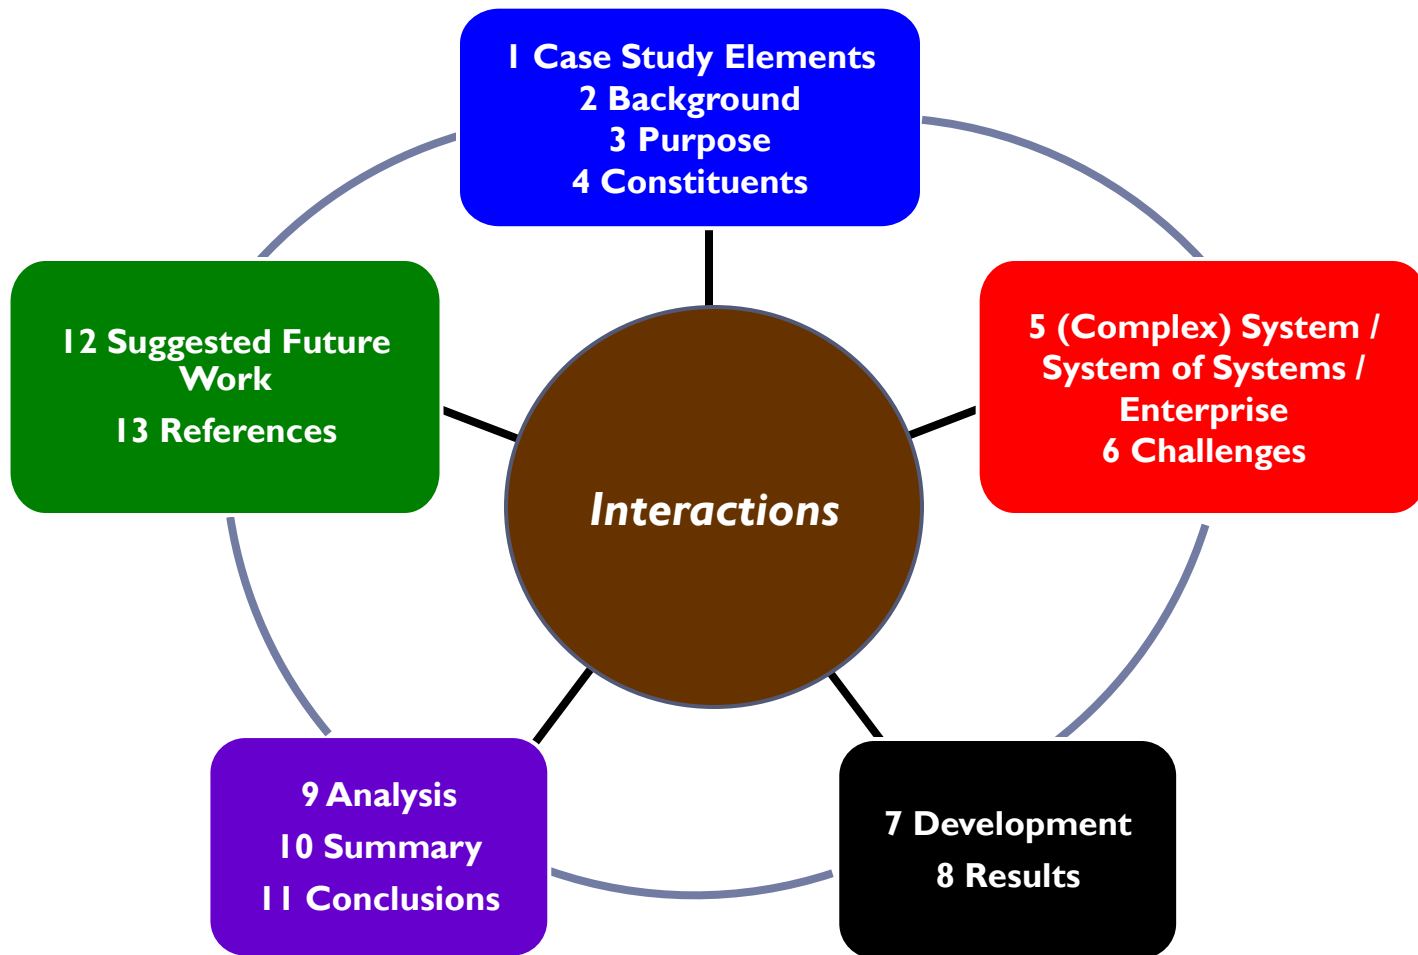 1 Case Study Elements
2 Background
3 Purpose
4 Constituents
5 (Complex) System /
System of Systems /
Enterprise
6 Challenges
7 Development
8 Results
9 Analysis
10 Summary
11 Conclusions
12 Suggested Future
Work
13 References
Interactions